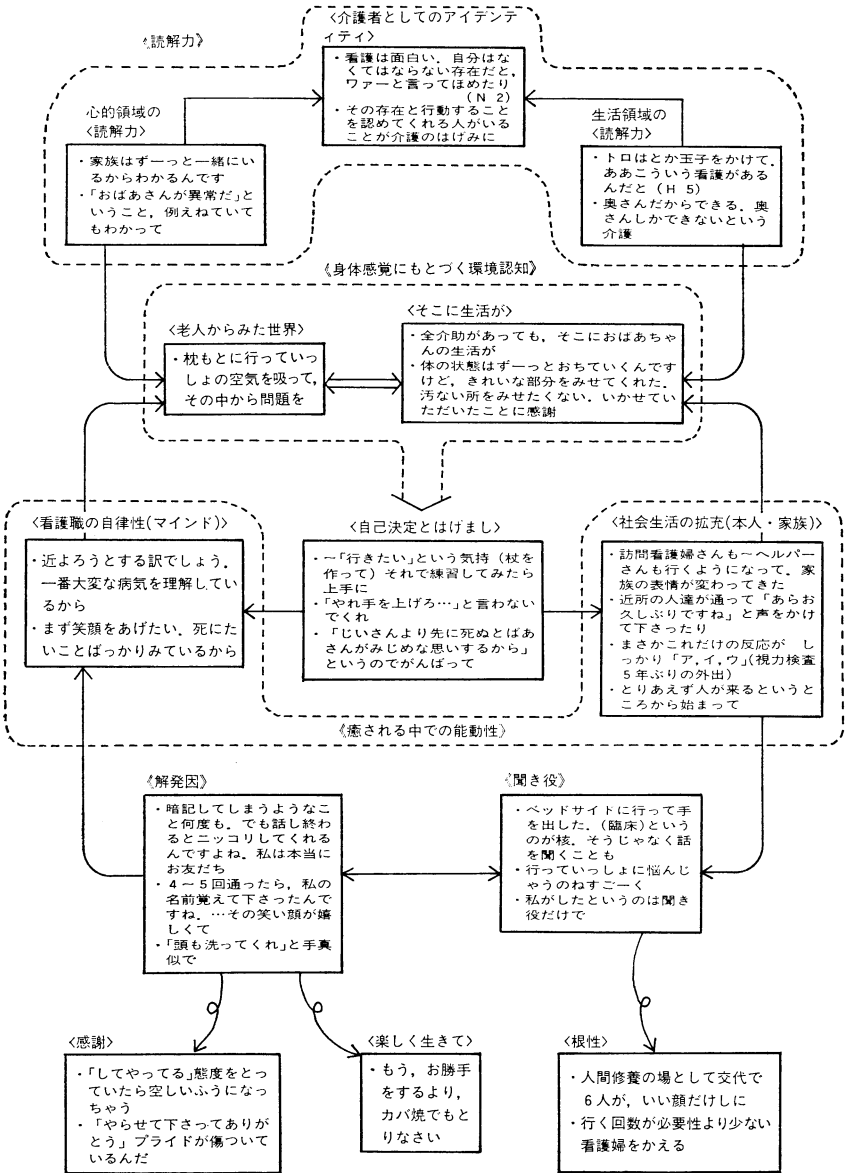 〈介護者としてのアイデンテ
ィティ〉
《読解力》
・看護は面白い．自分はな
くてはならない存在だと，
ワァーと言ってほめたり
（N 2）
・その存在と行動すること
を認めてくれる人がいる
ことが介護のはげみに
心的領域の
〈読解力〉
・家族はずーっと一緒にい
るからわかるんです
・「おばあさんが異常だ」と
いうこと，例えねていて
もわかって
生活領域の
〈読解力〉
・トロはとか玉子をかけて．
ああこういう看護がある
んだと（H 5）
・奥さんだからできる．奥
さんしかできないという
介護
《身体感覚にもとづく環境認知》
〈老人からみた世界〉
・枕もとに行っていっ
しょの空気を吸って，
その中から問題を
〈そこに生活が〉
・全介助があっても，そこにおばあちゃ
んの生活が
・体の状態はずーっとおちていくんです
けど，きれいな部分をみせてくれた．
汚ない所をみせたくない．いかせてい
ただいたことに感謝
〈看護職の自律性(マインド)〉
・近よろうとする訳でしょう．
一番大変な病気を理解してい
るから
・まず笑顔をあげたい．死にた
いことばっかりみているから
〈自己決定とはげまし〉
・～「行きたい」という気持（杖を
作って）それで練習してみたら
上手に
・「やれ手を上げろ…」と言わない
でくれ
・「じいさんより先に死ぬとばあ
さんがみじめな思いするから」
というのでがんばって
〈社会生活の拡充(本人・家族)〉
・訪問看護婦さんも～ヘルパー
さんも行くようになって．家
族の表情が変わってきた
・近所の人達が通って「あらお
久しぶりですね」と声をかけ
て下さったり
・まさかこれだけの反応が　し
っかり「ア,イ,ウ」(視力検査
5年ぶりの外出)
・とりあえず人が来るというと
ころから始まって
《癒される中での能動性》
《解発因》
・暗記してしまうようなこ
と何度も．でも話し終わ
るとニッコリしてくれる
んですよね．私は本当に
お友だち
・4～5回通ったら，私の
名前覚えて下さったんで
すね．…その笑い顔が嬉
しくて
・「頭も洗ってくれ」と手真
似で
《聞き役》
・ベッドサイドに行って手
を出した．(臨床)という
のが核．そうじゃなく話
を聞くことも
・行っていっしょに悩んじ
ゃうのねすごーく
・私がしたというのは聞き
役だけで
〈感謝〉
・「してやってる」態度をとっ
ていたら空しいふうになっ
ちゃう
・「やらせて下さってありが
とう」プライドが傷ついて
いるんだ
〈楽しく生きて〉
・もう，お勝手
をするより，
カバ焼でもと
りなさい
〈根性〉
・人間修養の場として交代で
6人が，いい顔だけしに
・行く回数が必要性より少ない
看護婦をかえる